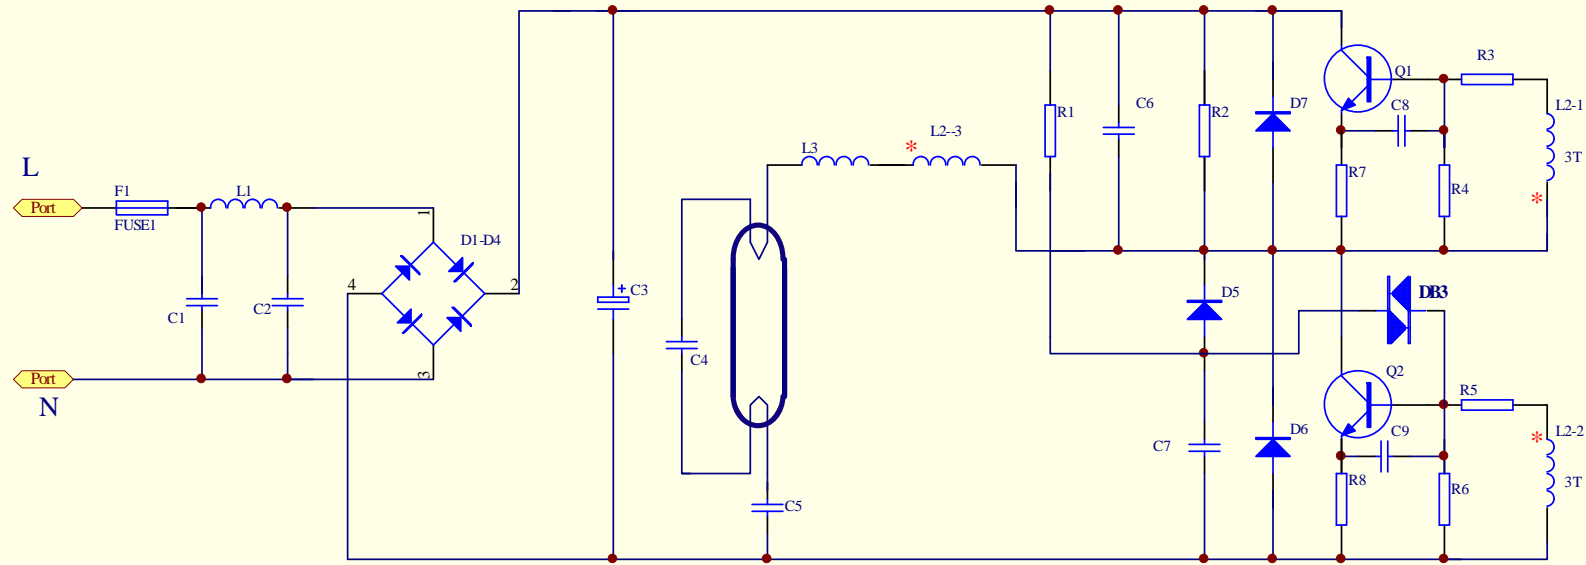 L
Port
F1
FUSE1
L1
C1
C2
Port
N
D1-D4
1
2
3
4
+
C3
C4
C5
L3
*
L2--3
R1
C6
R2
D7
Q1
C8
R7
R4
R3
L2-1
3T
*
D5
DB3
C7
D6
Q2
C9
R8
R6
R5
*
L2-2
3T